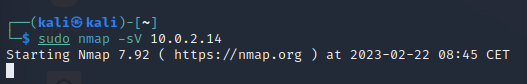 ┌──(kali㉿kali)-[~]
└─$ sudo nmap -sV 10.0.2.14
Starting Nmap 7.92 ( https://nmap.org ) at 2023-02-22 08:45 CET